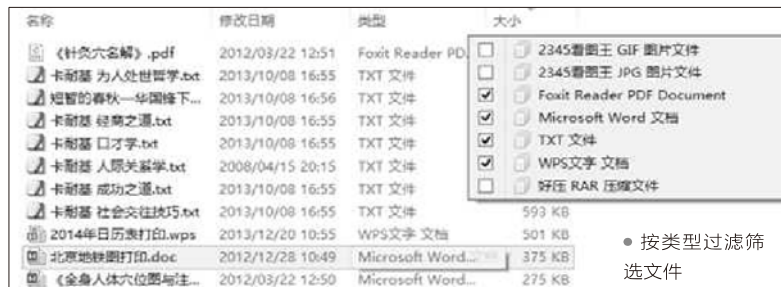 名称 修改日期 类型 大小
《针灸穴名解》.pdf 2012/03/22 12:51 Foxit Reader PD...
卡耐基 为人处世哲学.txt 2013/10/08 16:55 TXT 文件
短暂的春秋—华国锋下... 2013/10/08 16:56 TXT 文件
卡耐基 经商之道.txt 2013/10/08 16:55 TXT 文件
卡耐基 口才学.txt 2013/10/08 16:55 TXT 文件
卡耐基 人际关系学.txt 2008/04/15 20:15 TXT 文件
卡耐基 成功之道.txt 2013/10/08 16:55 TXT 文件
卡耐基 社会交往技巧.txt 2013/10/08 16:55 TXT 文件 593 KB
2014年日历表打印.wps 2013/12/20 10:55 WPS文字 文档 501 KB
北京地铁图打印.doc 2012/12/28 10:49 Microsoft Word... 375 KB
《全身人体穴位图与注... 2012/03/22 12:50 Microsoft Word... 275 KB
2345看图王 GIF 图片文件
2345看图王 JPG 图片文件
Foxit Reader PDF Document
Microsoft Word 文档
TXT 文件
WPS文字 文档
好压 RAR 压缩文件
● 按类型过滤筛
选文件